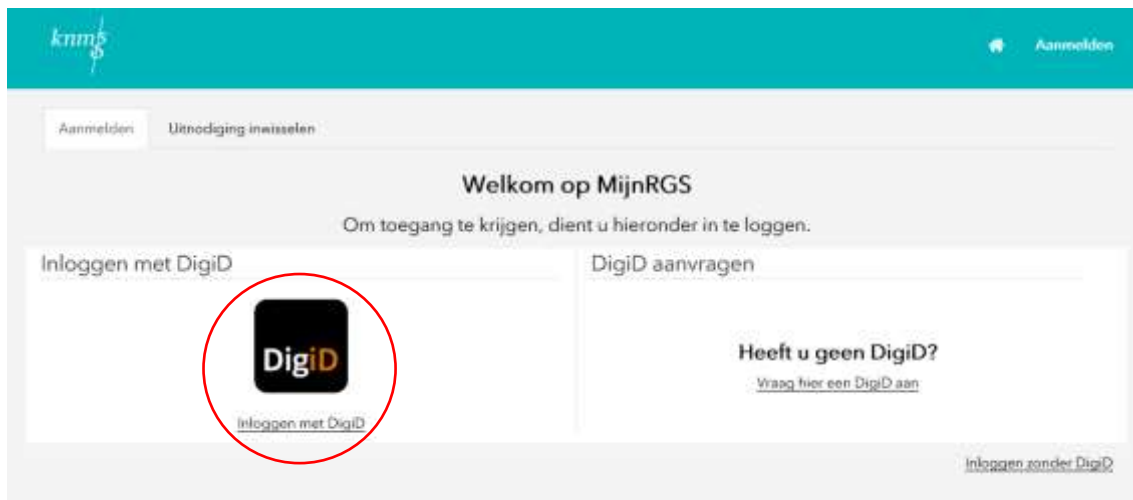 knmg
Aanmelden
Aanmelden
Uitnodiging inwisselen
Welkom op MijnRGS
Om toegang te krijgen, dient u hieronder in te loggen.
Inloggen met DigiD
DigiD
Inloggen met DigiD
DigiD aanvragen
Heeft u geen DigiD?
Vraag hier een DigiD aan
Inloggen zonder DigiD